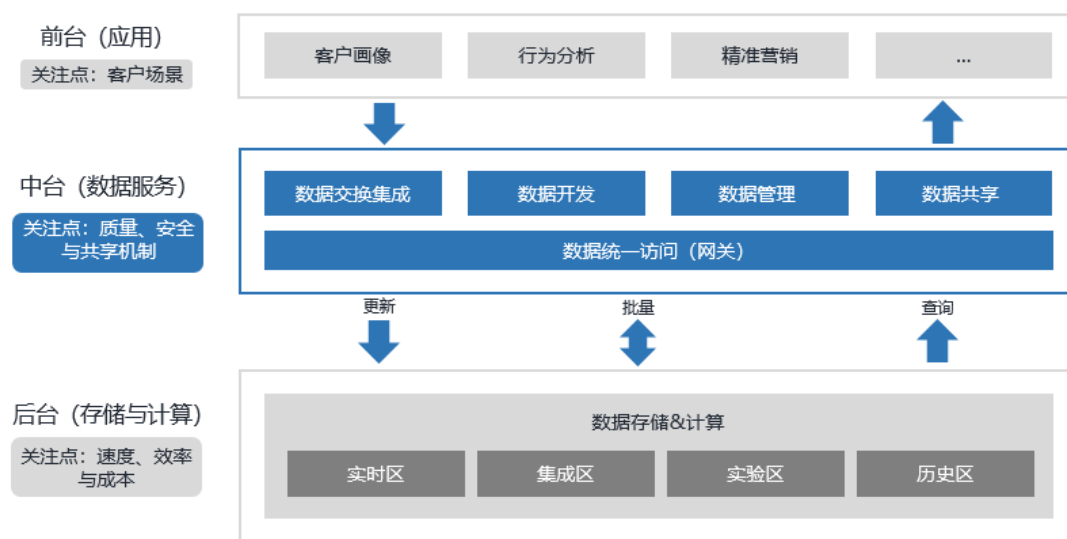 前台（应用）
关注点：客户场景
客户画像
行为分析
精准营销
...
中台（数据服务）
关注点：质量、安全
与共享机制
数据交换集成
数据开发
数据管理
数据共享
数据统一访问（网关）
更新
批量
查询
后台（存储与计算）
关注点：速度、效率
与成本
数据存储&计算
实时区
集成区
实验区
历史区